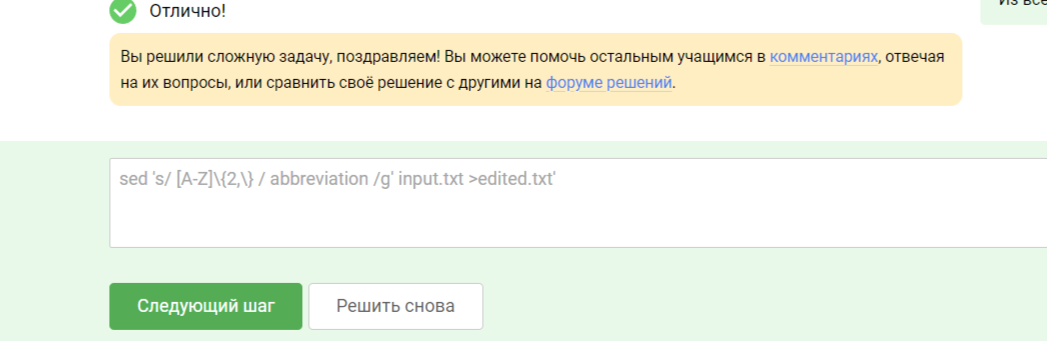 Отлично!
Вы решили сложную задачу, поздравляем! Вы можете помочь остальным учащимся в комментариях, отвечая
на их вопросы, или сравнить своё решение с другими на форуме решений.
sed 's/ [A-Z]\{2,\} / abbreviation /g' input.txt >edited.txt'
Следующий шаг
Решить снова